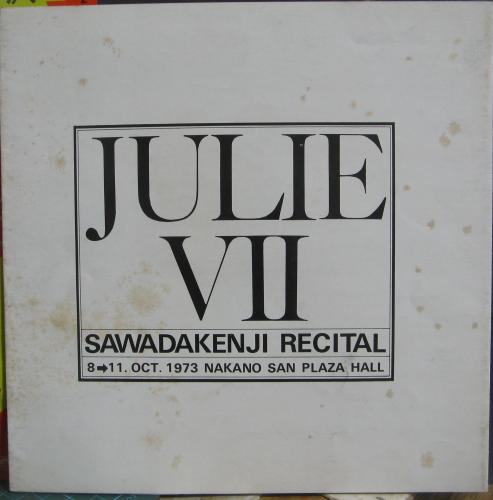 JULIE
VII
SAWADAKENJI RECITAL
8➡11. OCT. 1973 NAKANO SAN PLAZA HALL